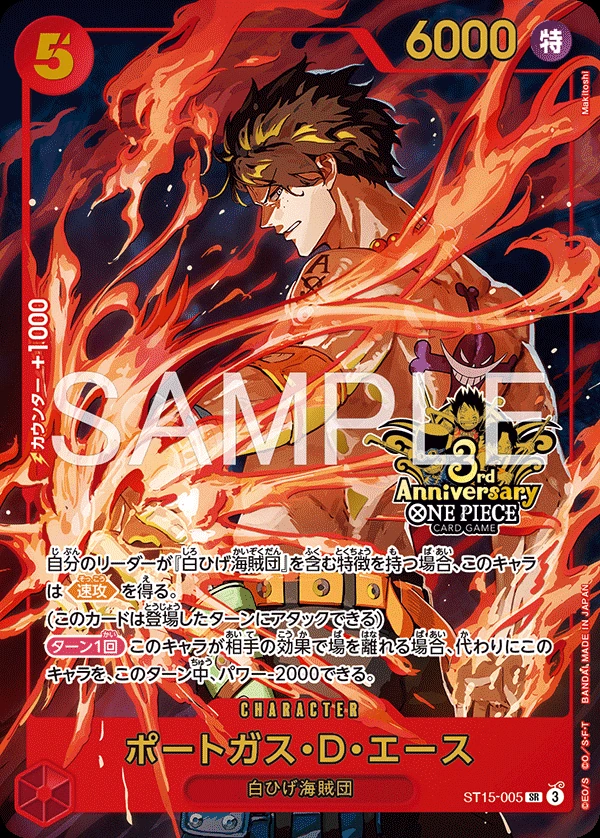 5
6000
特
Makitoshi
カウンター +1000
SAMPLE
3rd
Anniversary
ONE PIECE
CARD GAME
自分のリーダーが『白ひげ海賊団』を含む特徴を持つ場合、このキャラ
は 速攻 を得る。
(このカードは登場したターンにアタックできる)
ターン1回 このキャラが相手の効果で場を離れる場合、代わりにこの
キャラを、このターン中、パワー-2000できる。
CHARACTER
ポートガス・D・エース
白ひげ海賊団
ST15-005 SR 3
©EO/S ©O/S・F・T BANDAI, MADE IN JAPAN